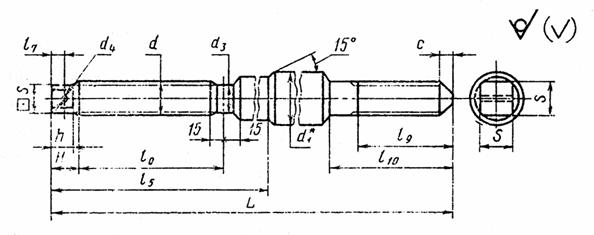 l₇
d₄
d
d₃
15°
c
(√)
□ S
h
15
15
d₁*
l₉
S
S
l₀
l₁₀
l₅
L